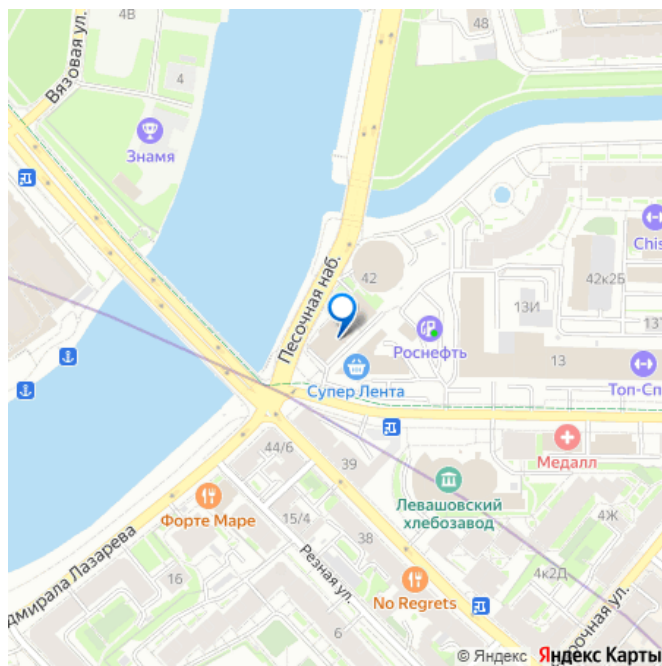 4В
48
Вязовая ул.
4
Знамя
Chis
42
Песочная наб.
42к2Б
13И
Роснефть
13
Супер Лента
Топ-Сп
44/6
39
Медалл
Левашовский
хлебозавод
Форте Маре
15/4
4Ж
38
дмирала Лазарева
Резная ул.
16
4к2Д
No Regrets
6
© Яндекс Яндекс Карты